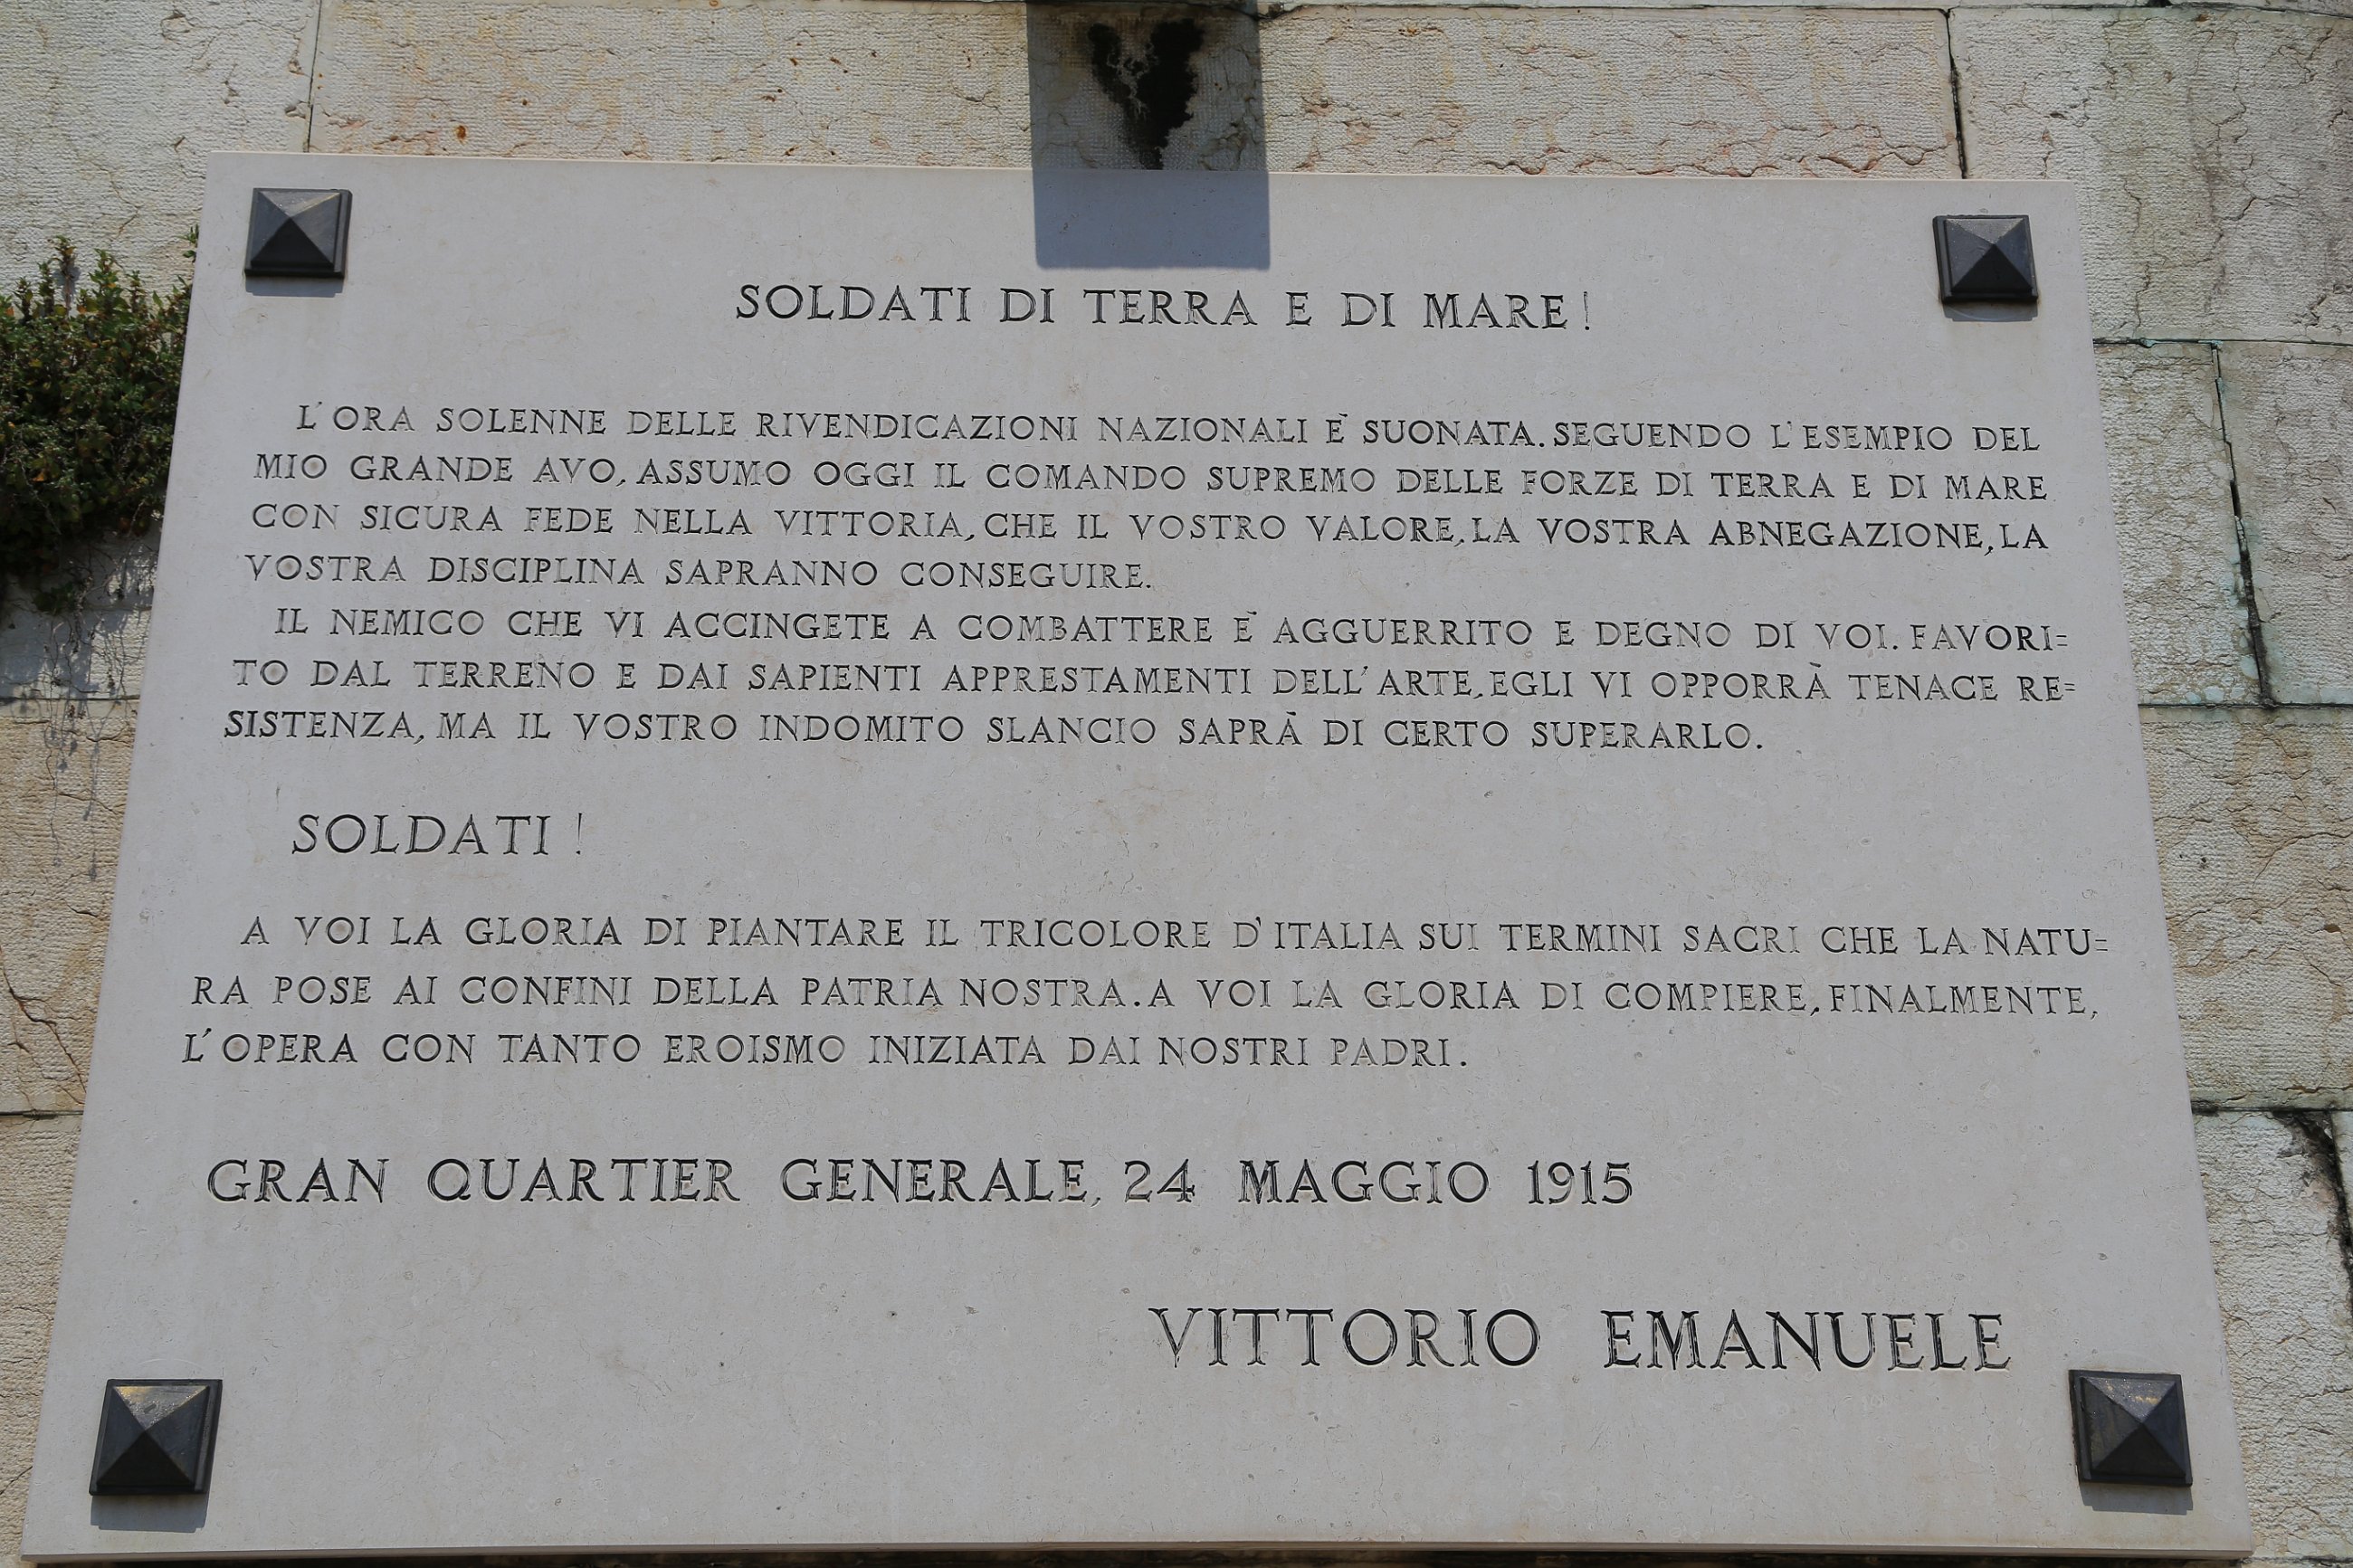 SOLDATI DI TERRA E DI MARE!
L'ORA SOLENNE DELLE RIVENDICAZIONI NAZIONALI È SUONATA. SEGUENDO L'ESEMPIO DEL
MIO GRANDE AVO, ASSUMO OGGI IL COMANDO SUPREMO DELLE FORZE DI TERRA E DI MARE
CON SICURA FEDE NELLA VITTORIA, CHE IL VOSTRO VALORE, LA VOSTRA ABNEGAZIONE, LA
VOSTRA DISCIPLINA SAPRANNO CONSEGUIRE.
IL NEMICO CHE VI ACCINGETE A COMBATTERE È AGGUERRITO E DEGNO DI VOI. FAVORI=
TO DAL TERRENO E DAI SAPIENTI APPRESTAMENTI DELL'ARTE, EGLI VI OPPORRÀ TENACE RE=
SISTENZA, MA IL VOSTRO INDOMITO SLANCIO SAPRÀ DI CERTO SUPERARLO.
SOLDATI!
A VOI LA GLORIA DI PIANTARE IL TRICOLORE D'ITALIA SUI TERMINI SACRI CHE LA NATU=
RA POSE AI CONFINI DELLA PATRIA NOSTRA. A VOI LA GLORIA DI COMPIERE, FINALMENTE,
L'OPERA CON TANTO EROISMO INIZIATA DAI NOSTRI PADRI.
GRAN QUARTIER GENERALE, 24 MAGGIO 1915
VITTORIO EMANUELE